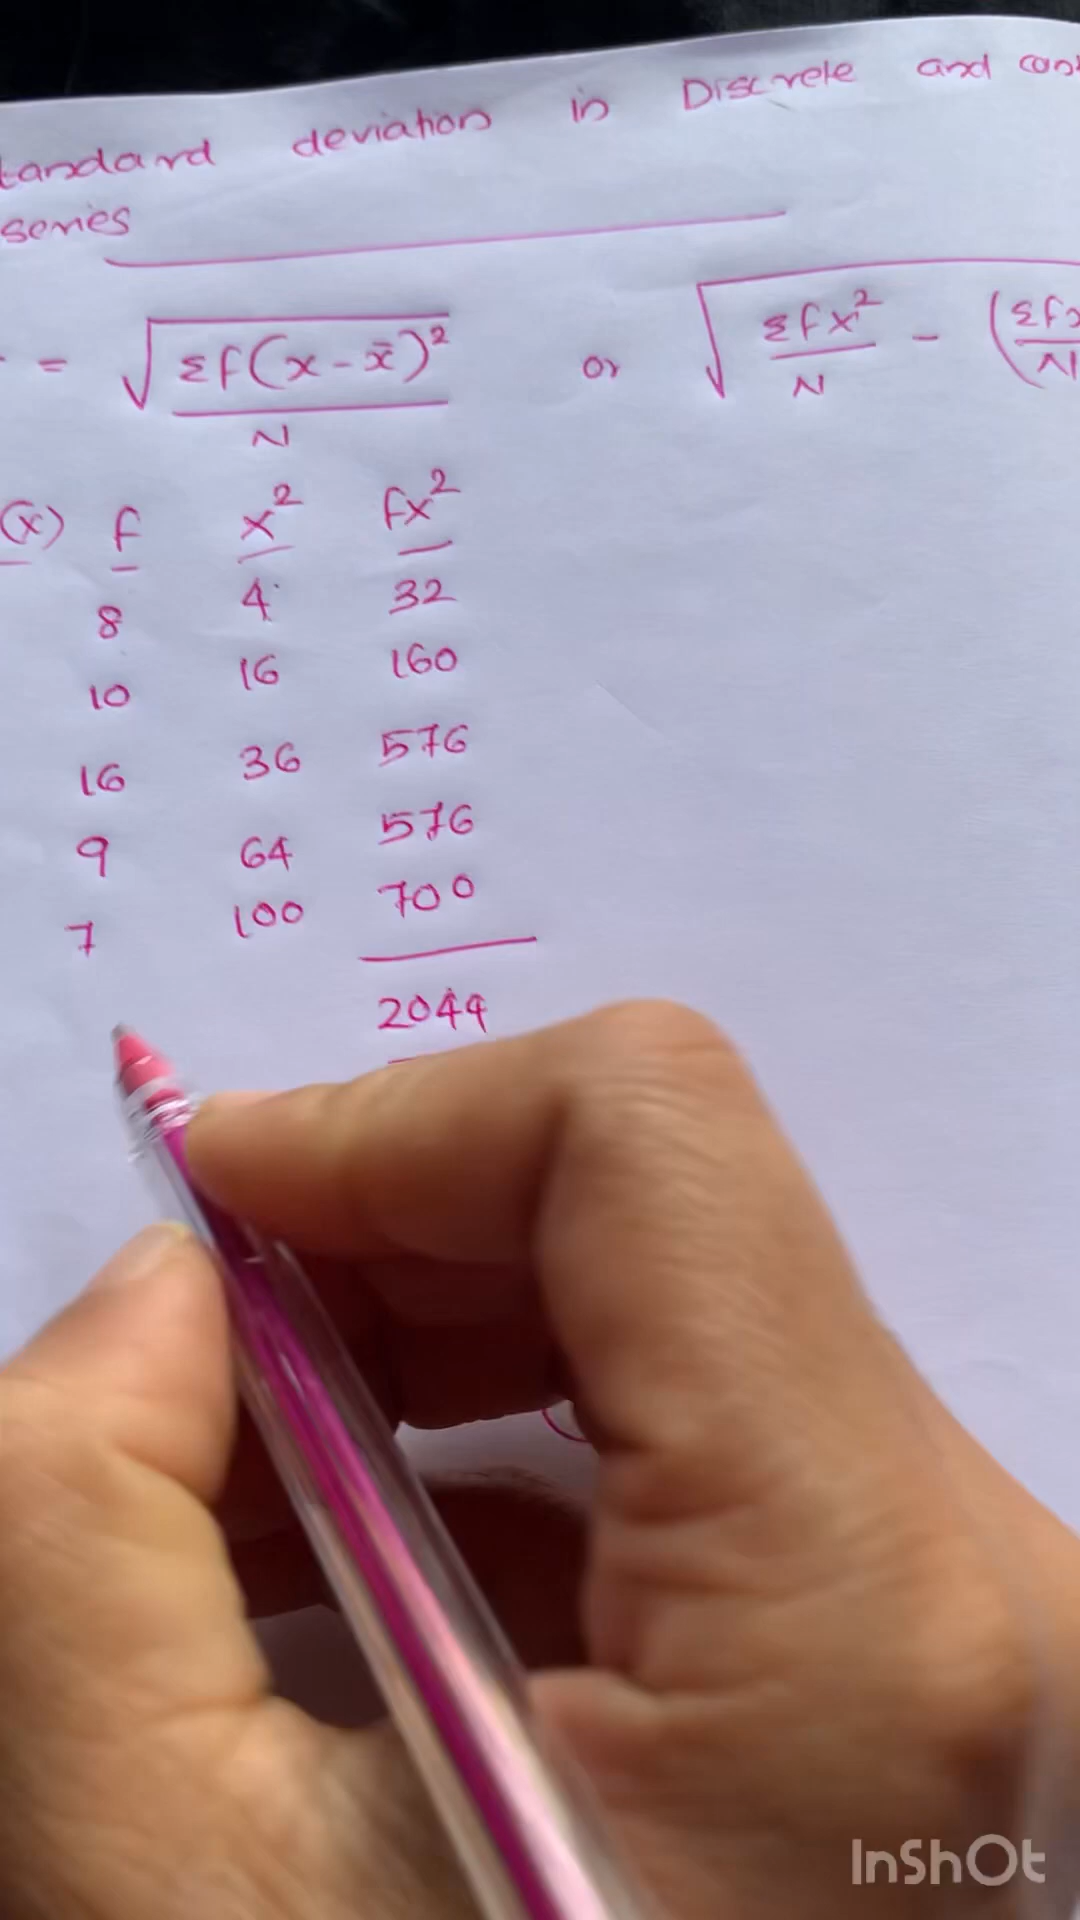 tandard deviation in Discrete and con
series
= √Σf(x-x̄)²/N or √Σfx²/N - (Σfx/N
(x) f x² fx²
8 4 32
10 16 160
16 36 576
9 64 576
7 100 700
2044
InShOt